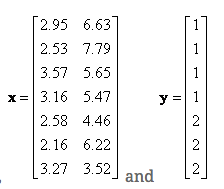 2.95 6.63 1
2.53 7.79 1
3.57 5.65 1
x = 3.16 5.47 y = 1
2.58 4.46 2
2.16 6.22 2
3.27 3.52 and 2